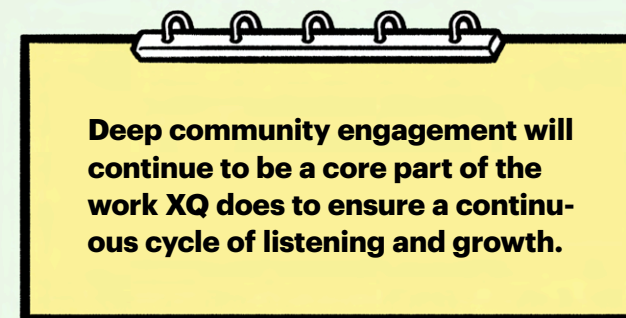 Deep community engagement will
continue to be a core part of the
work XQ does to ensure a continu-
ous cycle of listening and growth.